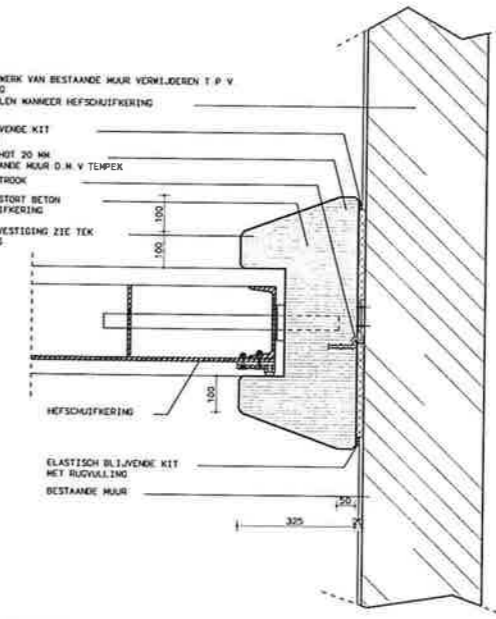 WERK VAN BESTAANDE MUUR VERWIJDEREN T P V
G
LEN WANNEER HEFSCHUIFKERING
VENDE KIT
HOT 20 MM
ANDE MUUR D.M.V TEMPEX
TROOK
STORT BETON
IFKERING
VESTIGING ZIE TEK
G
100
100
100
HEFSCHUIFKERING
ELASTISCH BLIJVENDE KIT
MET RUGVULLING
BESTAANDE MUUR
50
325